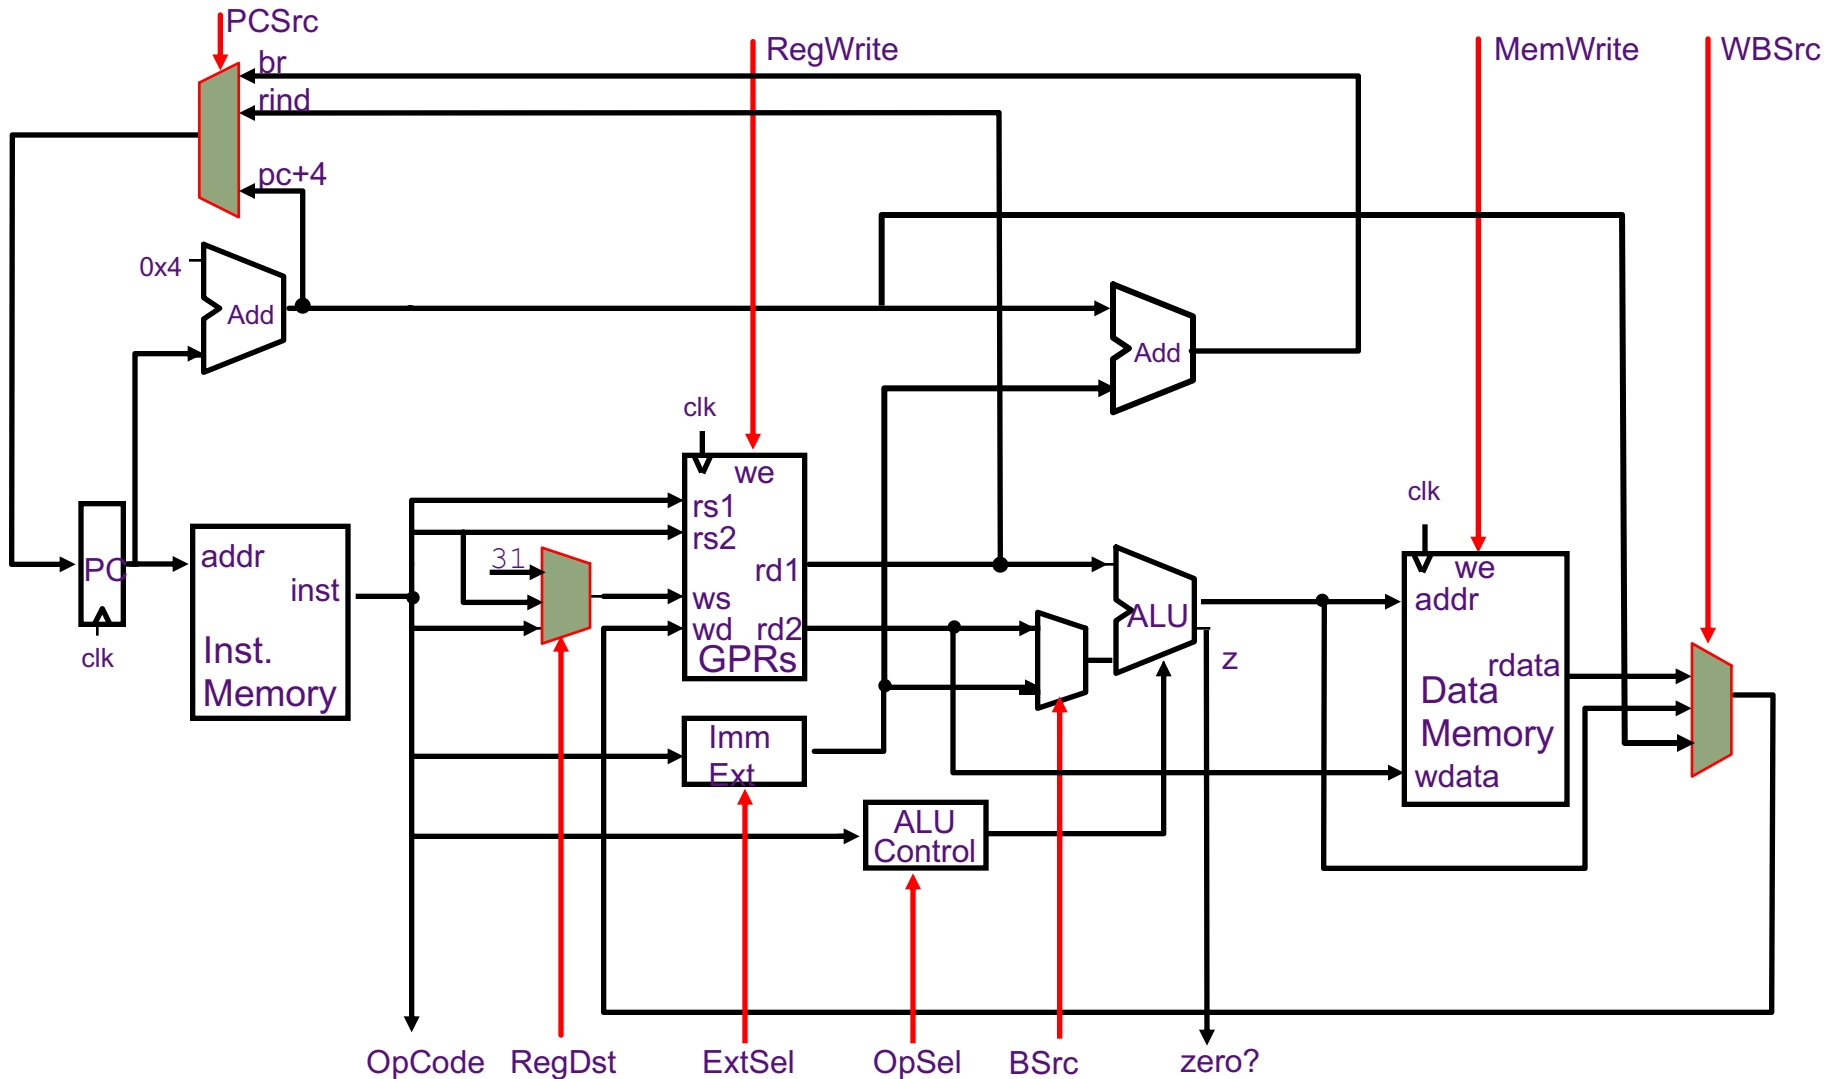 PCSrc
br
rind
pc+4
RegWrite
MemWrite
WBSrc
0x4
Add
Add
clk
we
rs1
rs2
rd1
ws
wd rd2
GPRs
31
PC
clk
addr
inst
Inst.
Memory
Imm
Ext
ALU
Control
ALU
z
clk
we
addr
rdata
Data
Memory
wdata
OpCode
RegDst
ExtSel
OpSel
BSrc
zero?